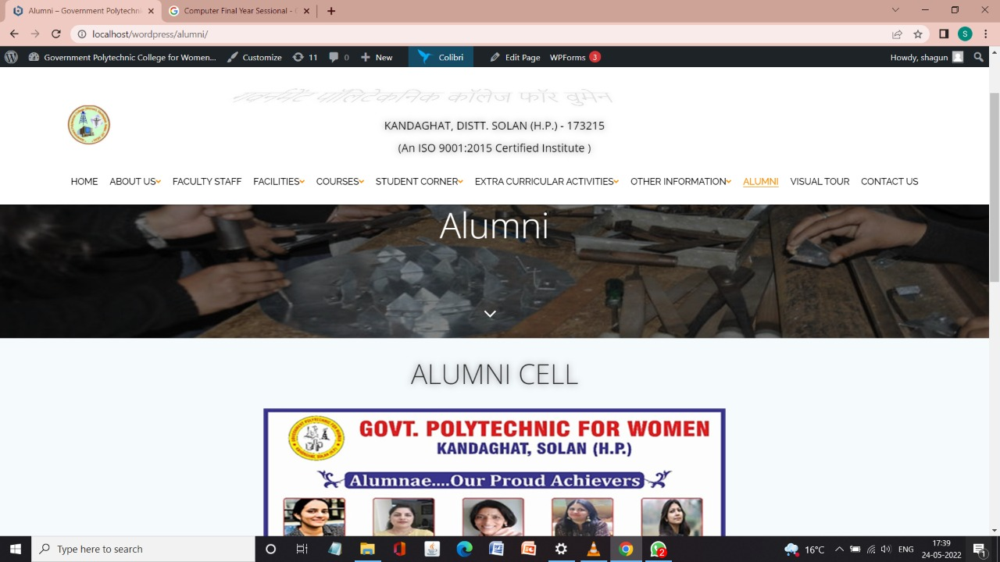 Alumni – Government Polytechnic
Computer Final Year Sessional - 
localhost/wordpress/alumni/
Government Polytechnic College for Women... Customize 11 0 New Colibri Edit Page WPForms 3 Howdy, shagun
गवर्नमेंट पॉलिटेकनिक कॉलेज फॉर वुमेन
KANDAGHAT, DISTT. SOLAN (H.P.) - 173215
(An ISO 9001:2015 Certified Institute )
HOME ABOUT US FACULTY STAFF FACILITIES COURSES STUDENT CORNER EXTRA CURRICULAR ACTIVITIES OTHER INFORMATION ALUMNI VISUAL TOUR CONTACT US
Alumni
ALUMNI CELL
GOVT. POLYTECHNIC FOR WOMEN
KANDAGHAT, SOLAN (H.P.)
Alumnae....Our Proud Achievers
Type here to search 2 16°C ENG 17:39
24-05-2022 1